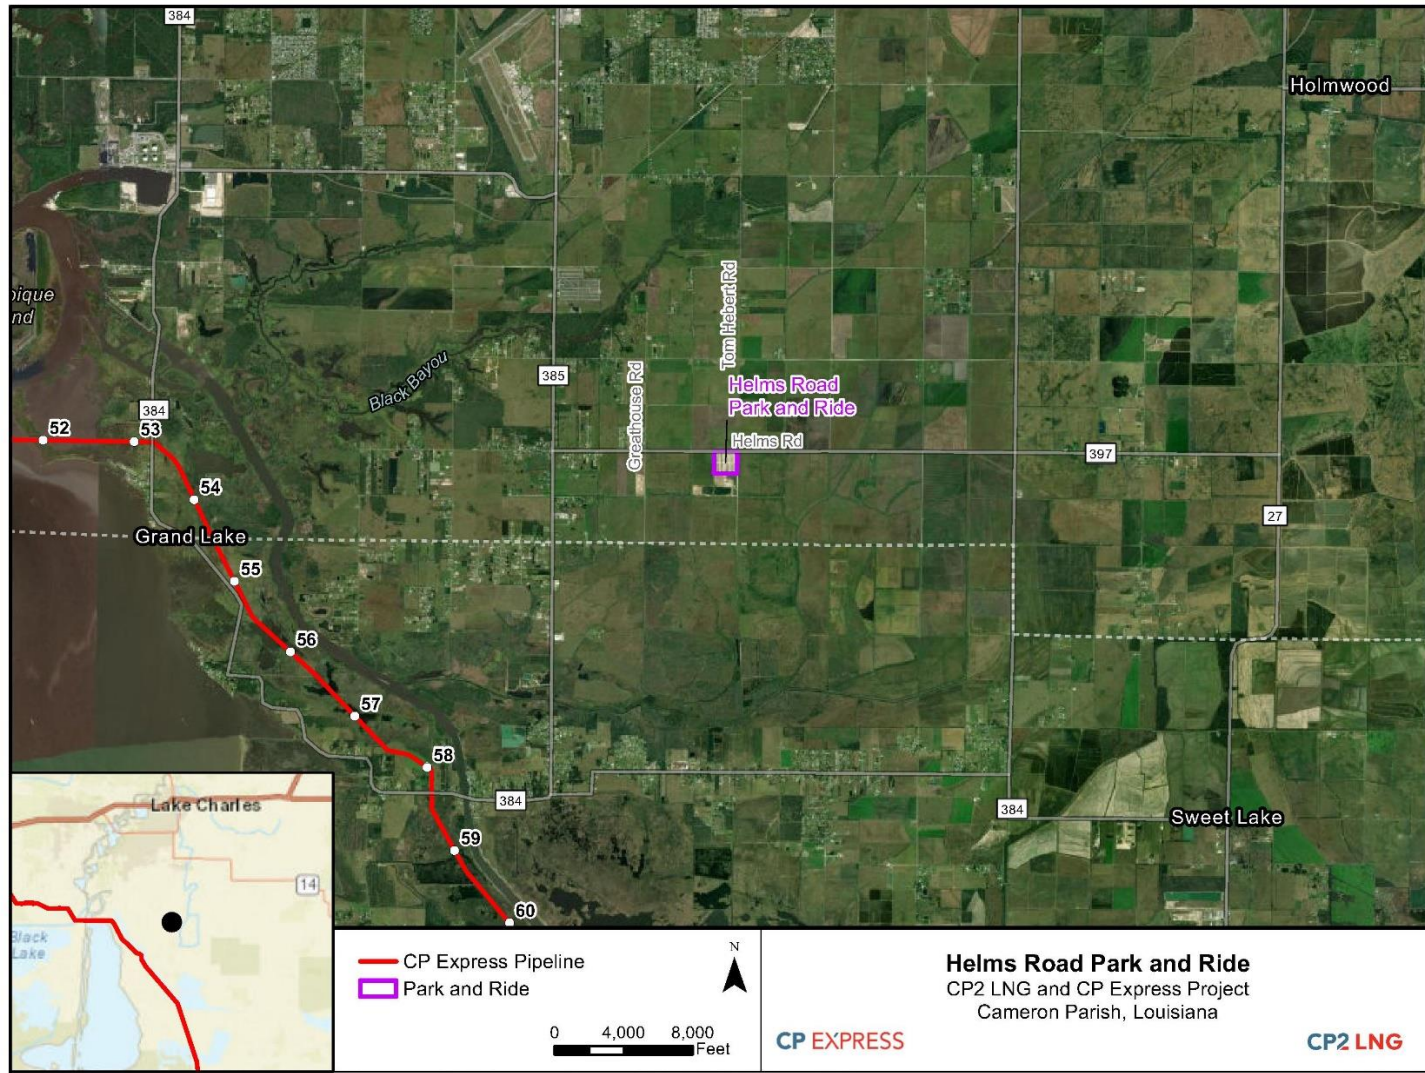 384
Holmwood
pique
nd
Black Bayou
385
Greathouse Rd
Tom Hebert Rd
Helms Road
Park and Ride
Helms Rd
397
384
52
53
54
Grand Lake
55
27
56
57
58
384
384
Sweet Lake
59
60
Lake Charles
14
Black
Lake
CP Express Pipeline
Park and Ride
N
0 4,000 8,000
Feet
Helms Road Park and Ride
CP2 LNG and CP Express Project
Cameron Parish, Louisiana
CP EXPRESS
CP2 LNG